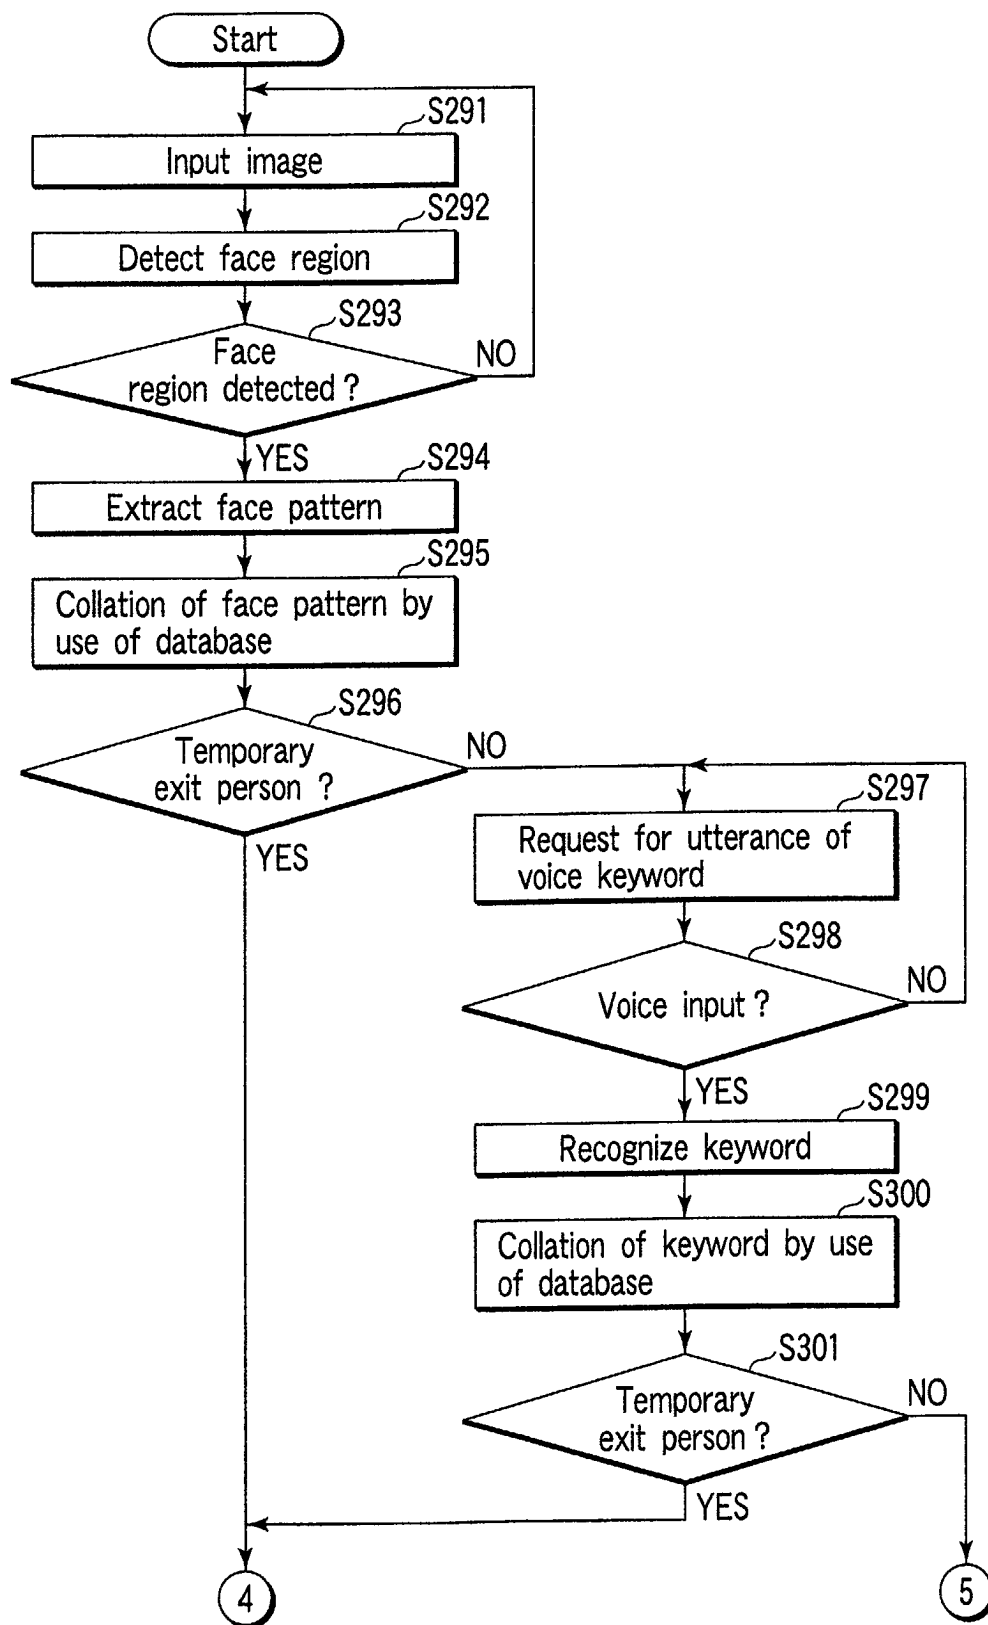 Start
S291
Input image
S292
Detect face region
S293
Face
region detected ?
NO
YES
S294
Extract face pattern
S295
Collation of face pattern by
use of database
S296
Temporary
exit person ?
NO
YES
S297
Request for utterance of
voice keyword
S298
Voice input ?
NO
YES
S299
Recognize keyword
S300
Collation of keyword by use
of database
S301
Temporary
exit person ?
NO
YES
4
5